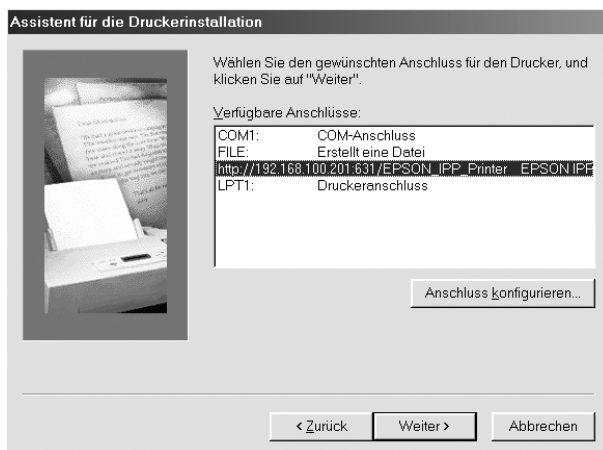 Assistent für die Druckerinstallation
Wählen Sie den gewünschten Anschluss für den Drucker, und
klicken Sie auf "Weiter".
Verfügbare Anschlüsse:
COM1: COM-Anschluss
FILE: Erstellt eine Datei
http://192.168.100.201:631/EPSON_IPP_Printer EPSON IPP
LPT1: Druckeranschluss
Anschluss konfigurieren...
< Zurück
Weiter >
Abbrechen